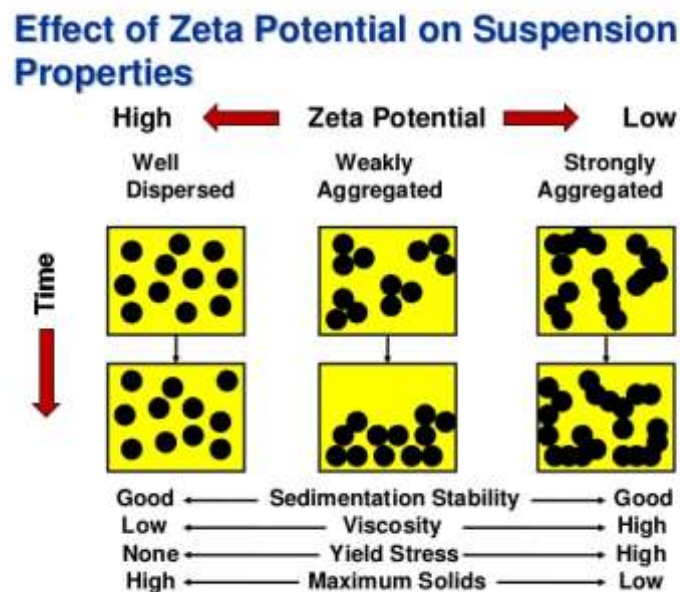 Effect of Zeta Potential on Suspension
Properties
High Zeta Potential Low
Well Weakly Strongly
Dispersed Aggregated Aggregated
Time
Good Sedimentation Stability Good
Low Viscosity High
None Yield Stress High
High Maximum Solids Low